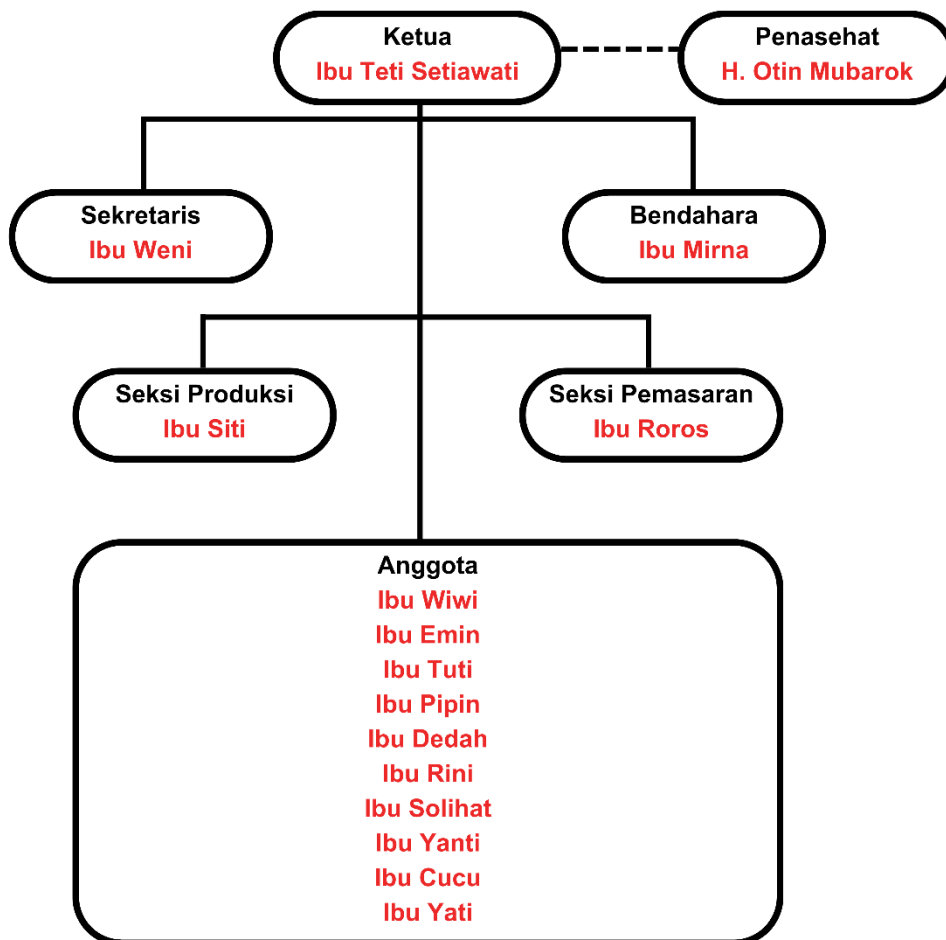 Ketua
Ibu Teti Setiawati
Penasehat
H. Otin Mubarok
Sekretaris
Ibu Weni
Bendahara
Ibu Mirna
Seksi Produksi
Ibu Siti
Seksi Pemasaran
Ibu Roros
Anggota
Ibu Wiwi
Ibu Emin
Ibu Tuti
Ibu Pipin
Ibu Dedah
Ibu Rini
Ibu Solihat
Ibu Yanti
Ibu Cucu
Ibu Yati